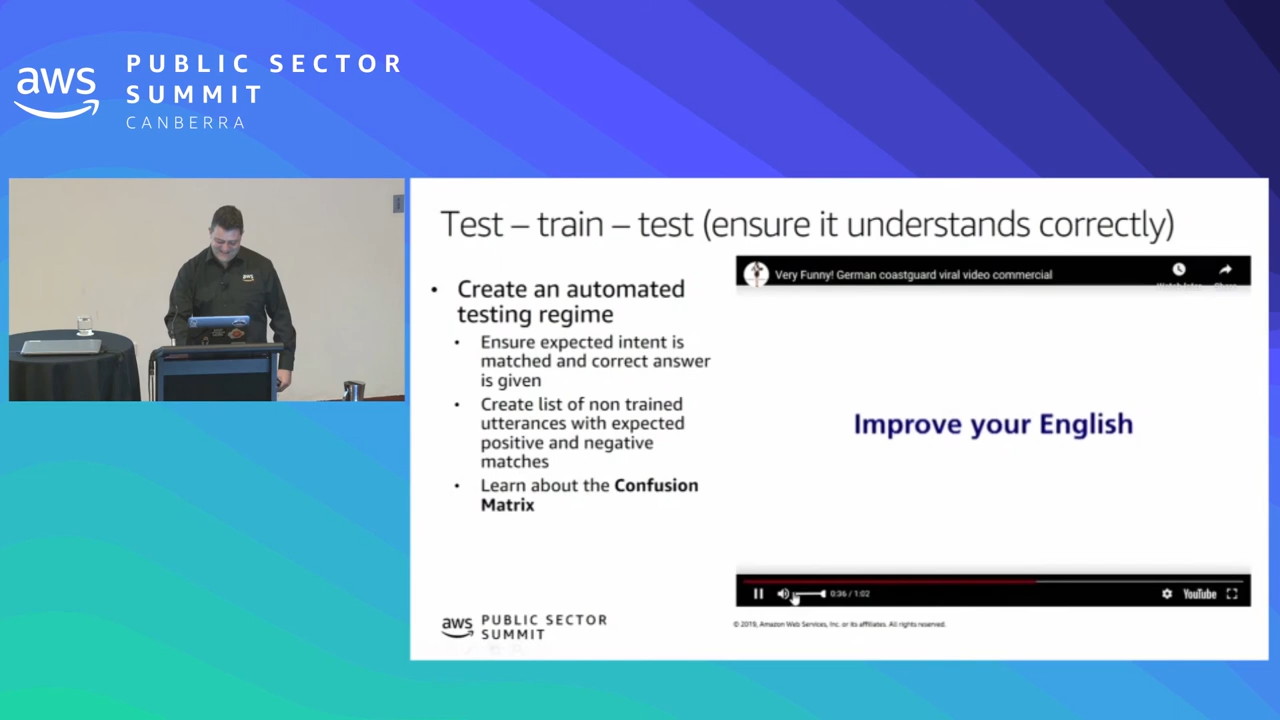 aws
PUBLIC SECTOR
SUMMIT
CANBERRA
aws
Test – train – test (ensure it understands correctly)
• Create an automated
testing regime
• Ensure expected intent is
matched and correct answer
is given
• Create list of non trained
utterances with expected
positive and negative
matches
• Learn about the Confusion
Matrix
Very Funny! German coastguard viral video commercial
Improve your English
0:36 / 1:02
YouTube
aws PUBLIC SECTOR
SUMMIT
© 2019, Amazon Web Services, Inc. or its affiliates. All rights reserved.